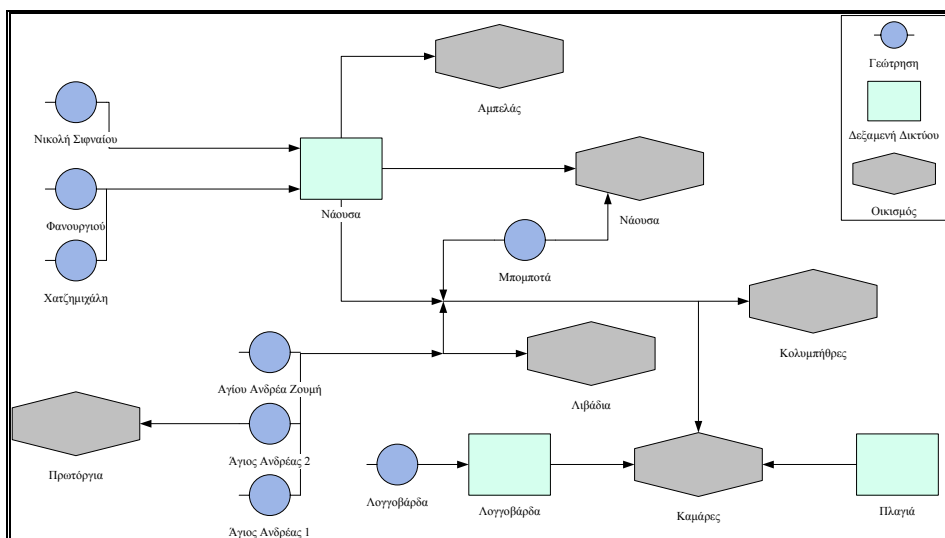 Γεώτρηση
Αμπελάς
Νικολή Σιφναίου
Δεξαμενή Δικτύου
Νάουσα
Νάουσα
Οικισμός
Φανουργιού
Μπομποτά
Χατζημιχάλη
Κολυμπήθρες
Αγίου Ανδρέα Ζουμή
Λιβάδια
Πρωτόργια
Άγιος Ανδρέας 2
Λογγοβάρδα
Λογγοβάρδα
Καμάρες
Πλαγιά
Άγιος Ανδρέας 1